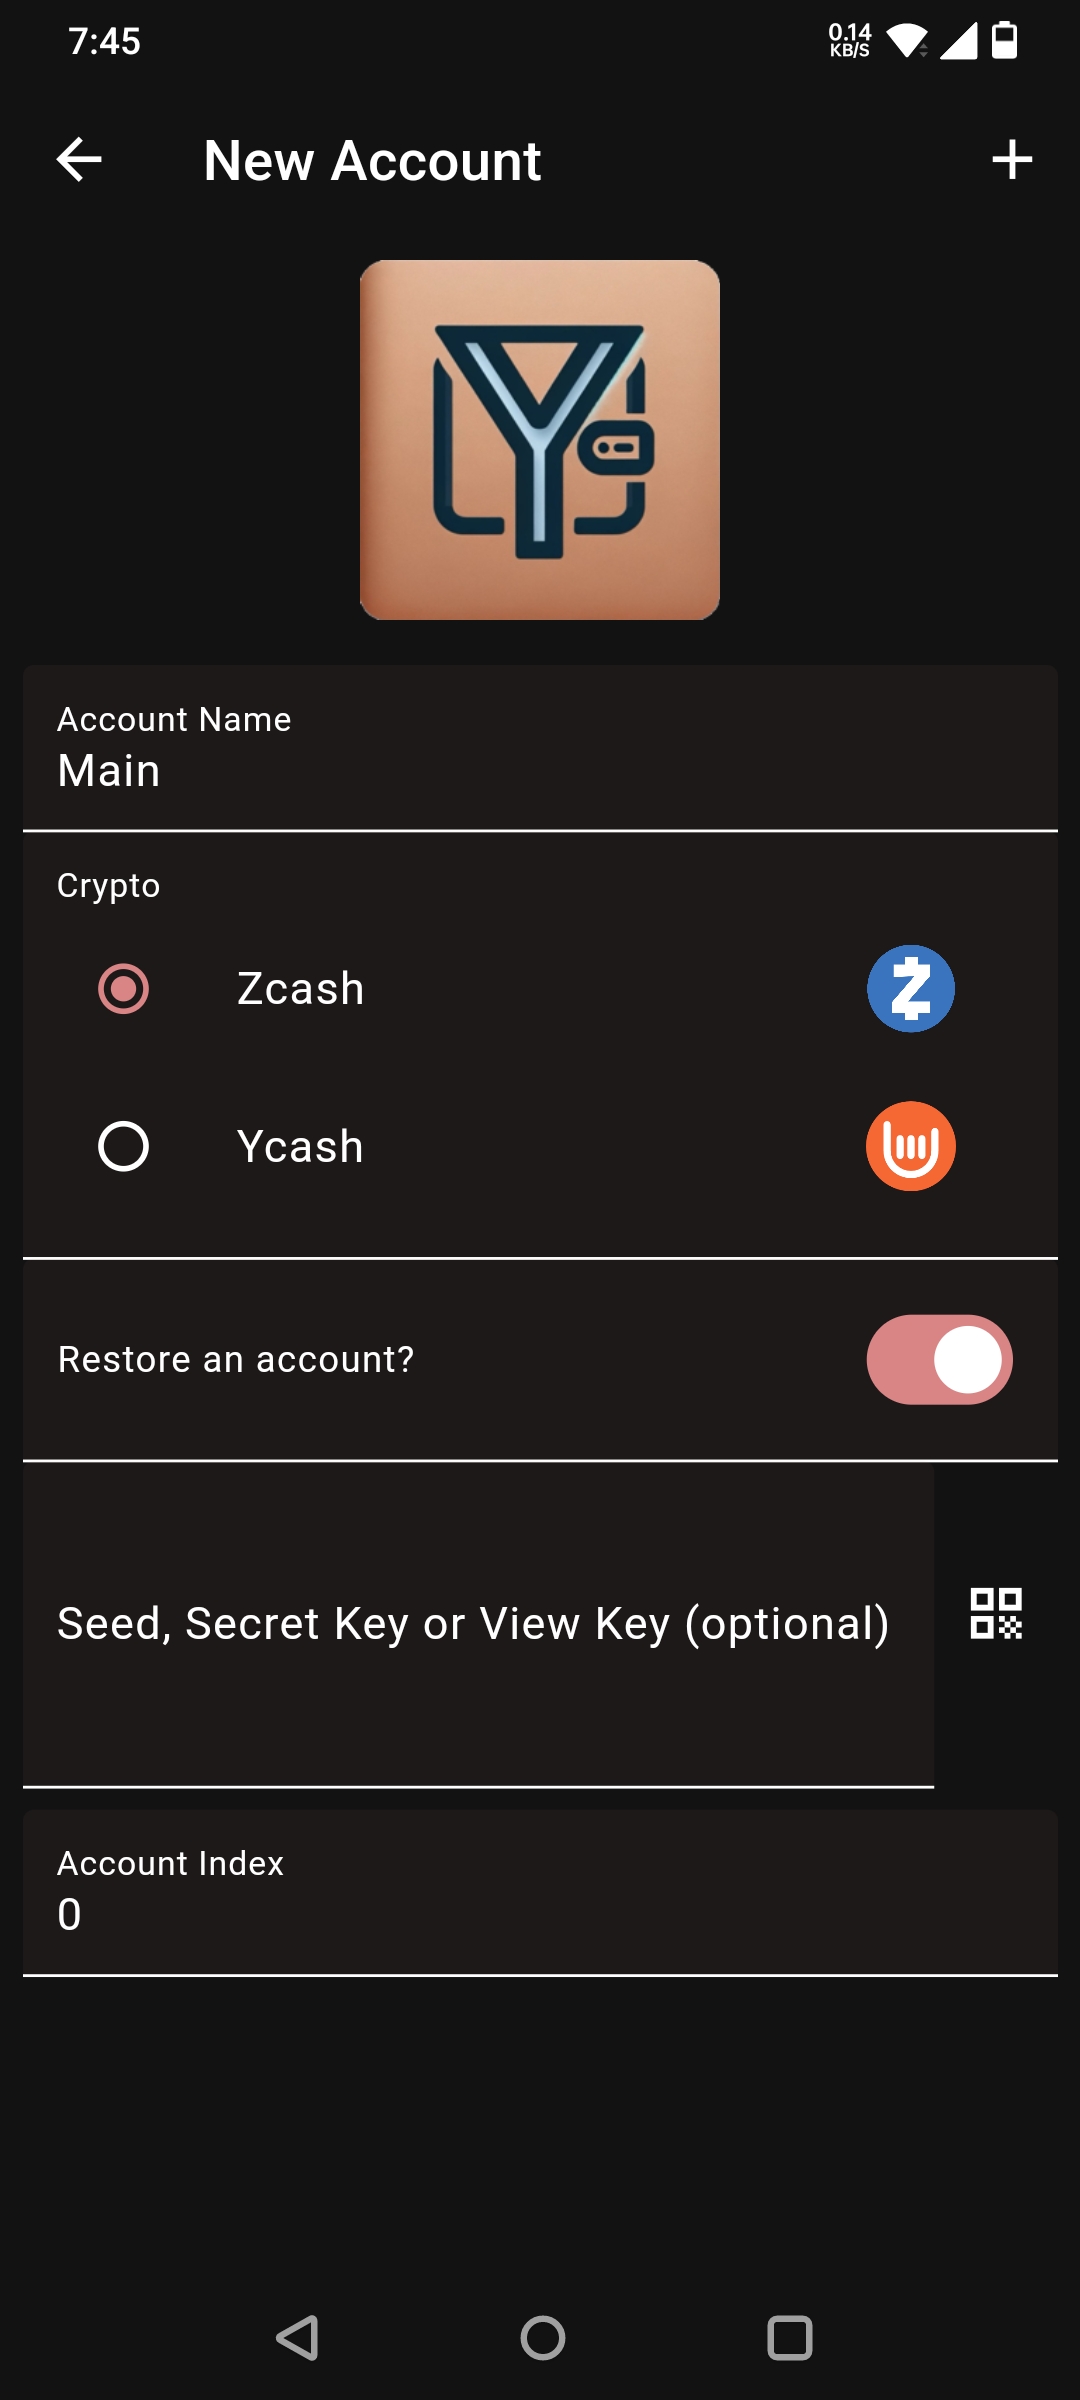 7:45
0.14
KB/S
New Account
Account Name
Main
Crypto
Zcash
Ycash
Restore an account?
Seed, Secret Key or View Key (optional)
Account Index
0